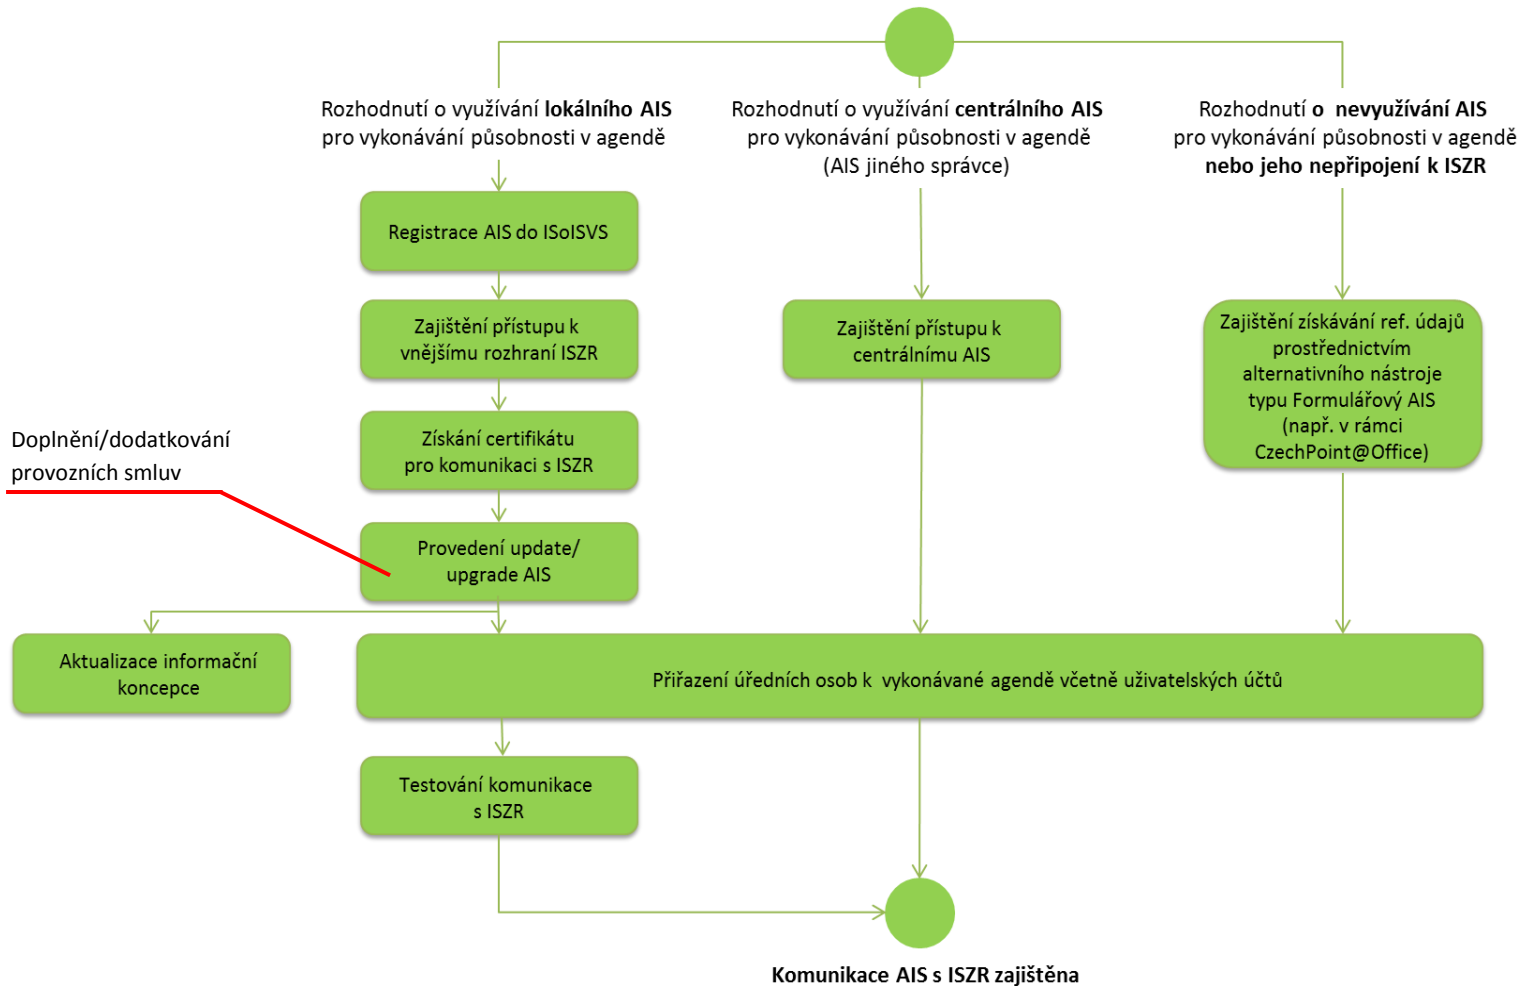 Rozhodnutí o využívání lokálního AIS
pro vykonávání působnosti v agendě
Rozhodnutí o využívání centrálního AIS
pro vykonávání působnosti v agendě
(AIS jiného správce)
Rozhodnutí o nevyužívání AIS
pro vykonávání působnosti v agendě
nebo jeho nepřipojení k ISZR
Registrace AIS do ISoISVS
Zajištění přístupu k
vnějšímu rozhraní ISZR
Zajištění přístupu k
centrálnímu AIS
Zajištění získávání ref. údajů
prostřednictvím
alternativního nástroje
typu Formulářový AIS
(např. v rámci
CzechPoint@Office)
Získání certifikátu
pro komunikaci s ISZR
Doplnění/dodatkování
provozních smluv
Provedení update/
upgrade AIS
Aktualizace informační
koncepce
Přiřazení úředních osob k vykonávané agendě včetně uživatelských účtů
Testování komunikace
s ISZR
Komunikace AIS s ISZR zajištěna